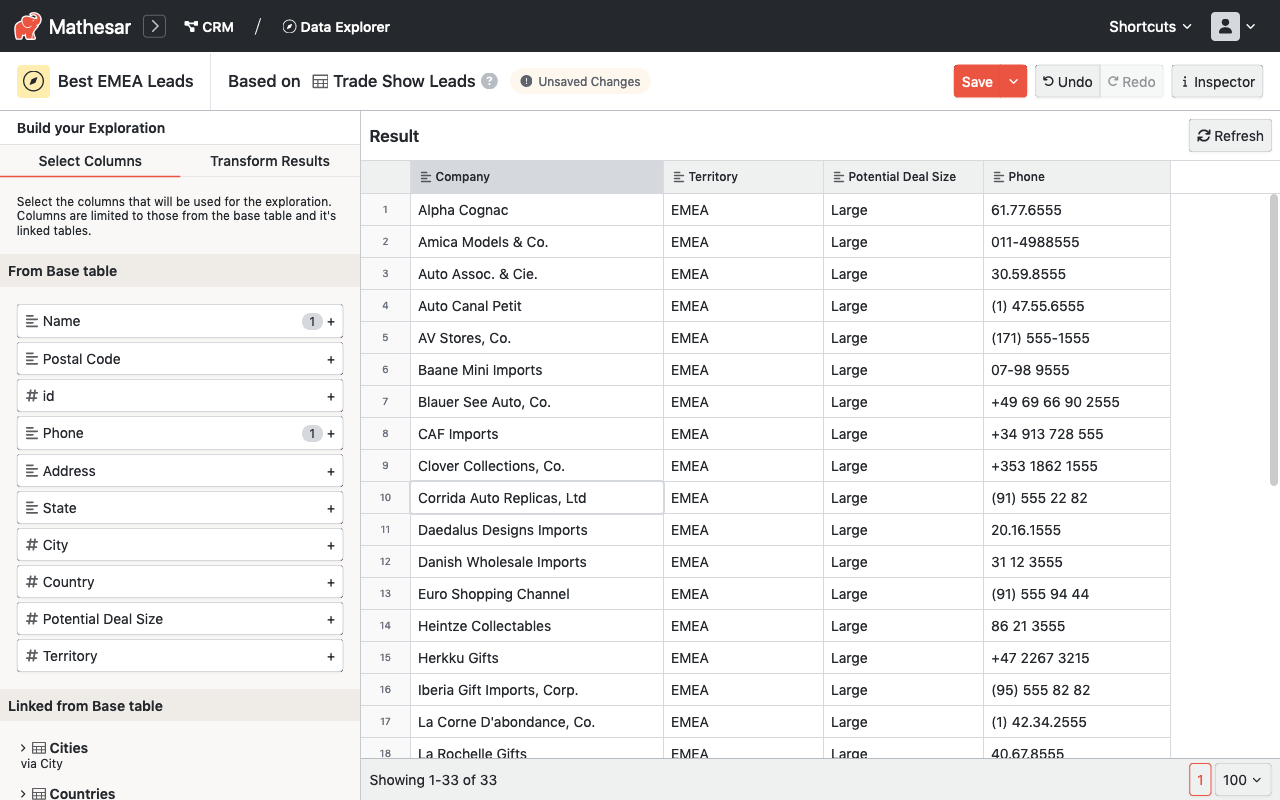 Mathesar CRM / Data Explorer Shortcuts
Best EMEA Leads Based on Trade Show Leads ? ! Unsaved Changes Save Undo Redo i Inspector
Build your Exploration
Select Columns Transform Results
Select the columns that will be used for the exploration.
Columns are limited to those from the base table and it's
linked tables.
From Base table
Name 1 +
Postal Code +
# id +
Phone 1 +
Address +
State +
# City +
# Country +
# Potential Deal Size +
# Territory +
Linked from Base table
Cities
via City
Countries
Result Refresh
Company Territory Potential Deal Size Phone
1 Alpha Cognac EMEA Large 61.77.6555
2 Amica Models & Co. EMEA Large 011-4988555
3 Auto Assoc. & Cie. EMEA Large 30.59.8555
4 Auto Canal Petit EMEA Large (1) 47.55.6555
5 AV Stores, Co. EMEA Large (171) 555-1555
6 Baane Mini Imports EMEA Large 07-98 9555
7 Blauer See Auto, Co. EMEA Large +49 69 66 90 2555
8 CAF Imports EMEA Large +34 913 728 555
9 Clover Collections, Co. EMEA Large +353 1862 1555
10 Corrida Auto Replicas, Ltd EMEA Large (91) 555 22 82
11 Daedalus Designs Imports EMEA Large 20.16.1555
12 Danish Wholesale Imports EMEA Large 31 12 3555
13 Euro Shopping Channel EMEA Large (91) 555 94 44
14 Heintze Collectables EMEA Large 86 21 3555
15 Herkku Gifts EMEA Large +47 2267 3215
16 Iberia Gift Imports, Corp. EMEA Large (95) 555 82 82
17 La Corne D'abondance, Co. EMEA Large (1) 42.34.2555
18 La Rochelle Gifts EMEA Large 40.67.8555
Showing 1-33 of 33 1 100